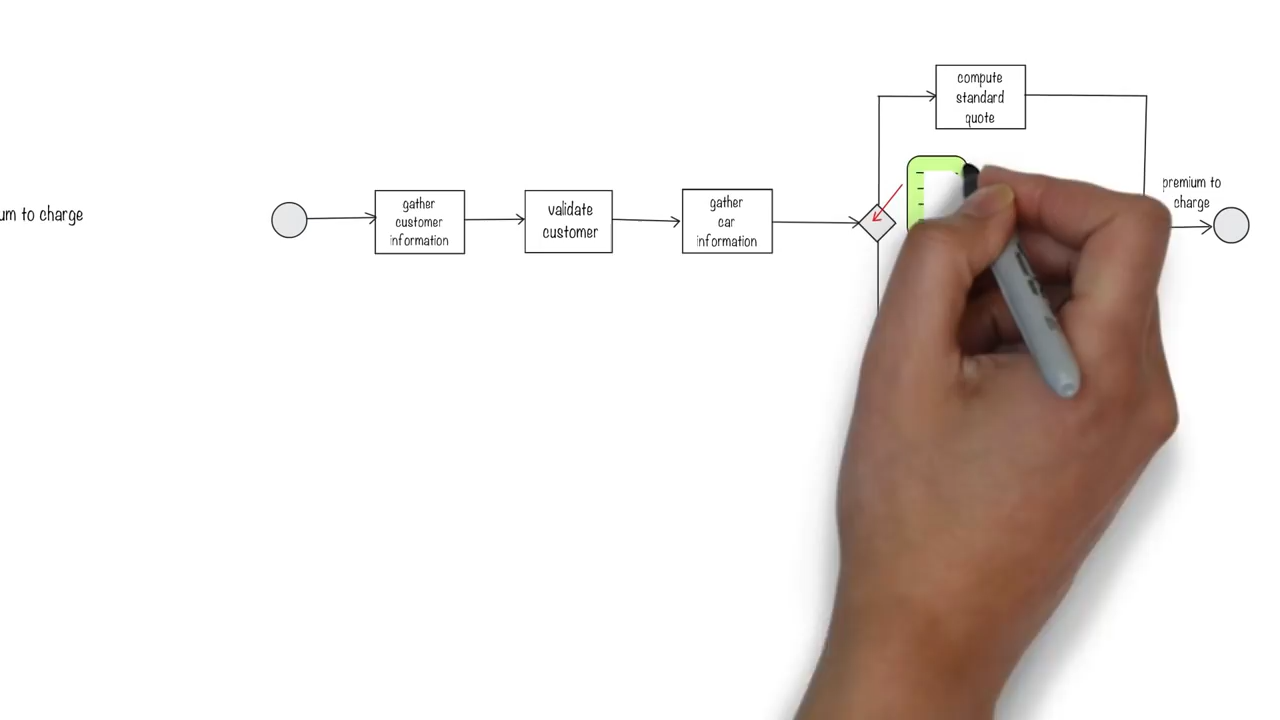 um to charge
gather
customer
information
validate
customer
gather
car
information
compute
standard
quote
premium to
charge